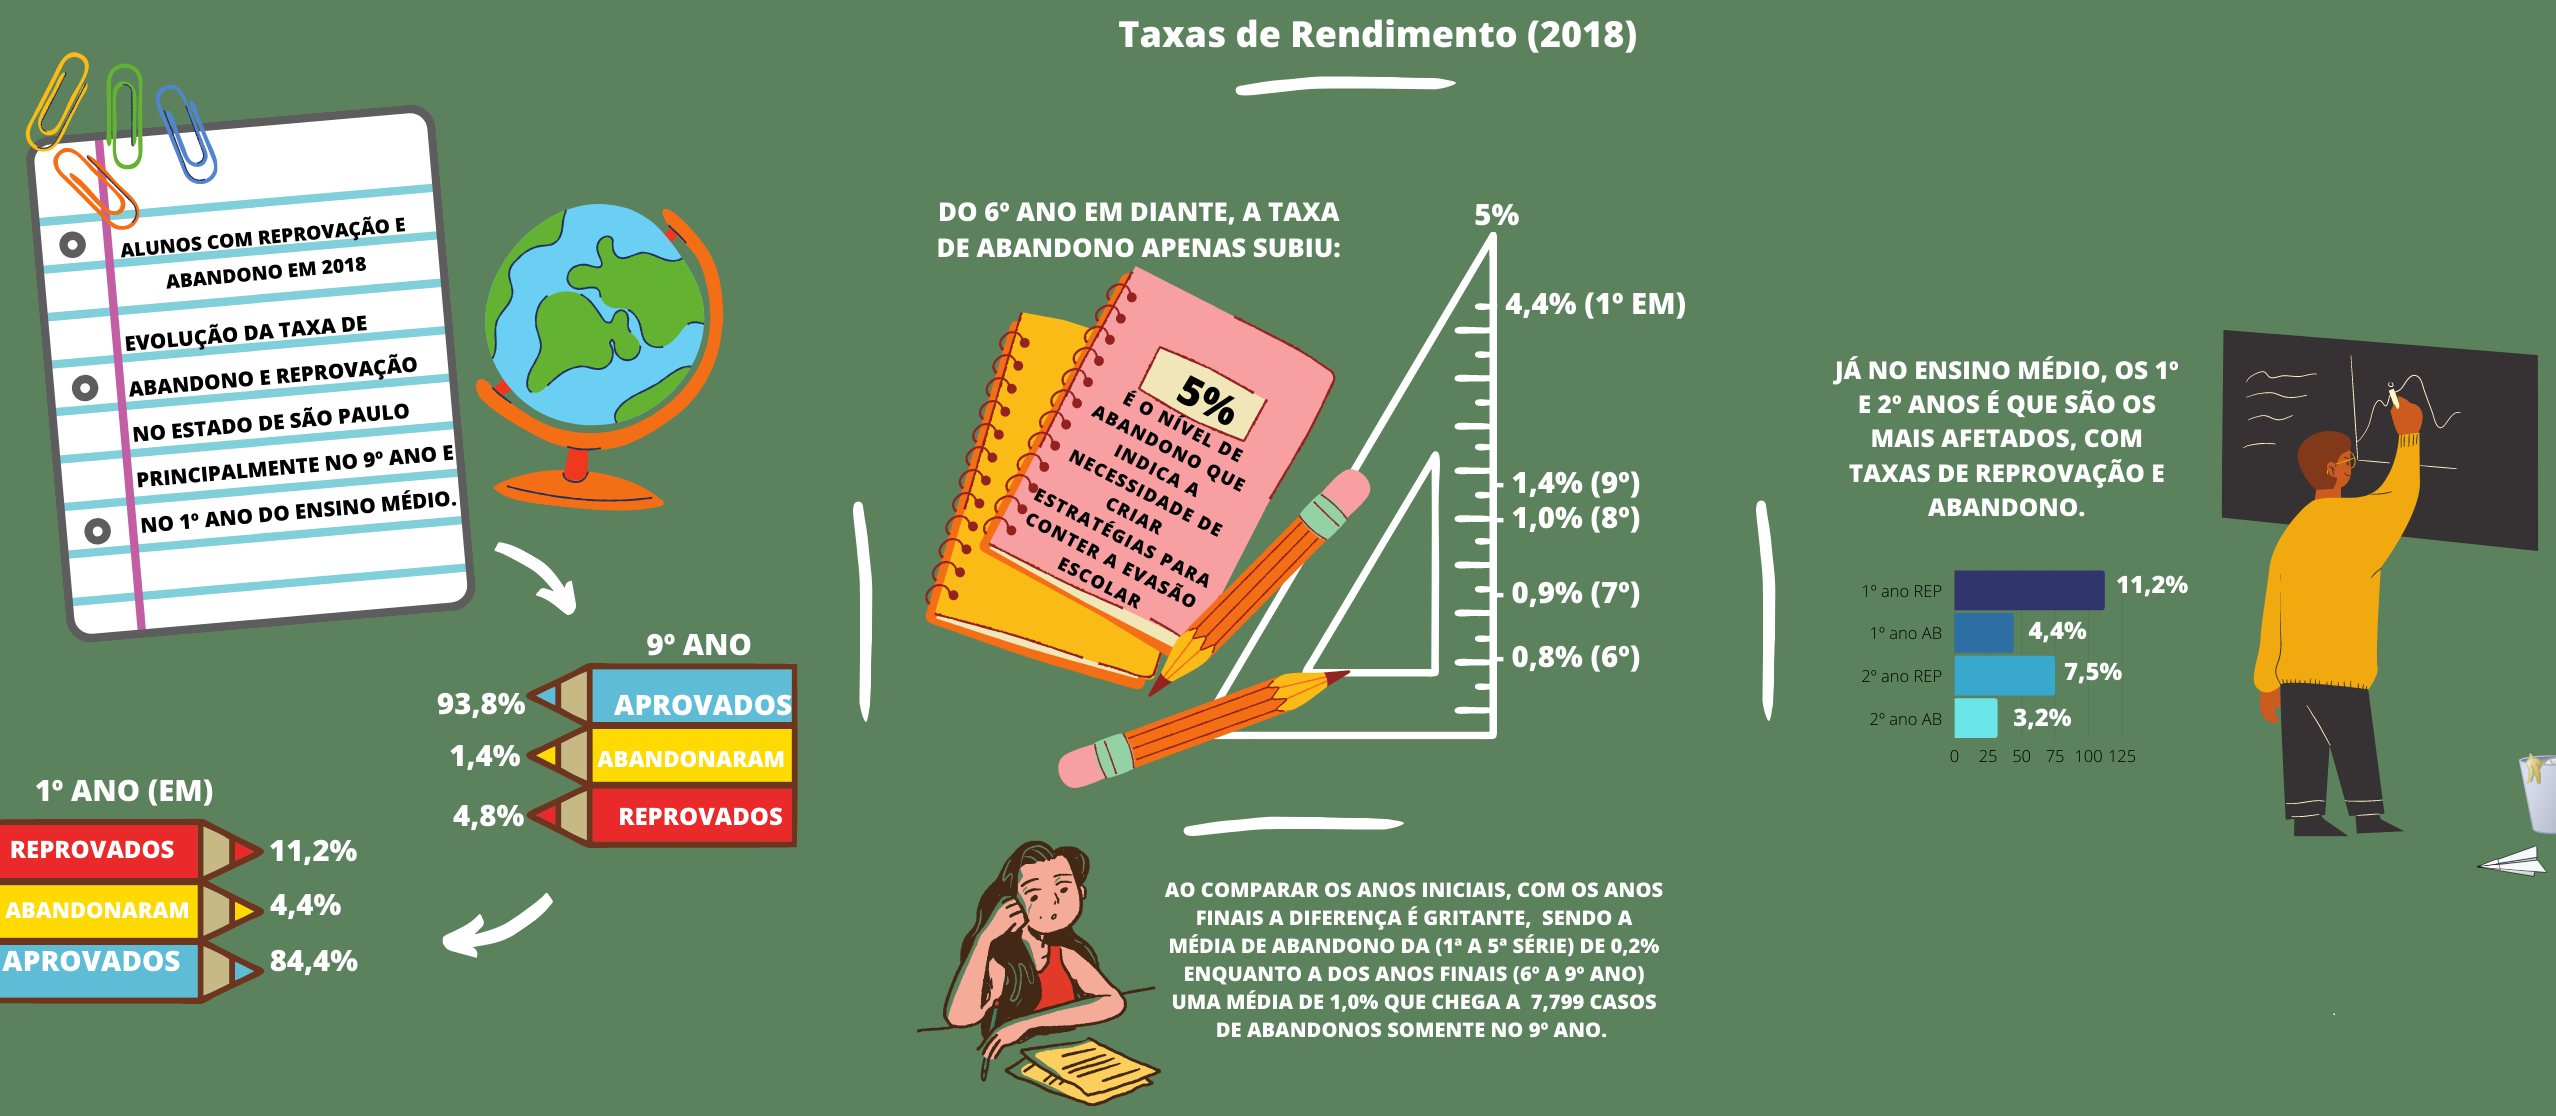 Taxas de Rendimento (2018)
ALUNOS COM REPROVAÇÃO E
ABANDONO EM 2018
EVOLUÇÃO DA TAXA DE
ABANDONO E REPROVAÇÃO
NO ESTADO DE SÃO PAULO
PRINCIPALMENTE NO 9º ANO E
NO 1º ANO DO ENSINO MÉDIO.
9º ANO
93,8% APROVADOS
1,4% ABANDONARAM
4,8% REPROVADOS
1º ANO (EM)
REPROVADOS 11,2%
ABANDONARAM 4,4%
APROVADOS 84,4%
DO 6º ANO EM DIANTE, A TAXA
DE ABANDONO APENAS SUBIU:
5%
É O NÍVEL DE
ABANDONO QUE
INDICA A
NECESSIDADE DE
CRIAR
ESTRATÉGIAS PARA
CONTER A EVASÃO
ESCOLAR
5%
4,4% (1º EM)
1,4% (9º)
1,0% (8º)
0,9% (7º)
0,8% (6º)
AO COMPARAR OS ANOS INICIAIS, COM OS ANOS
FINAIS A DIFERENÇA É GRITANTE, SENDO A
MÉDIA DE ABANDONO DA (1ª A 5ª SÉRIE) DE 0,2%
ENQUANTO A DOS ANOS FINAIS (6º A 9º ANO)
UMA MÉDIA DE 1,0% QUE CHEGA A 7,799 CASOS
DE ABANDONOS SOMENTE NO 9º ANO.
JÁ NO ENSINO MÉDIO, OS 1º
E 2º ANOS É QUE SÃO OS
MAIS AFETADOS, COM
TAXAS DE REPROVAÇÃO E
ABANDONO.
1º ano REP 11,2%
1º ano AB 4,4%
2º ano REP 7,5%
2º ano AB 3,2%
0 25 50 75 100 125